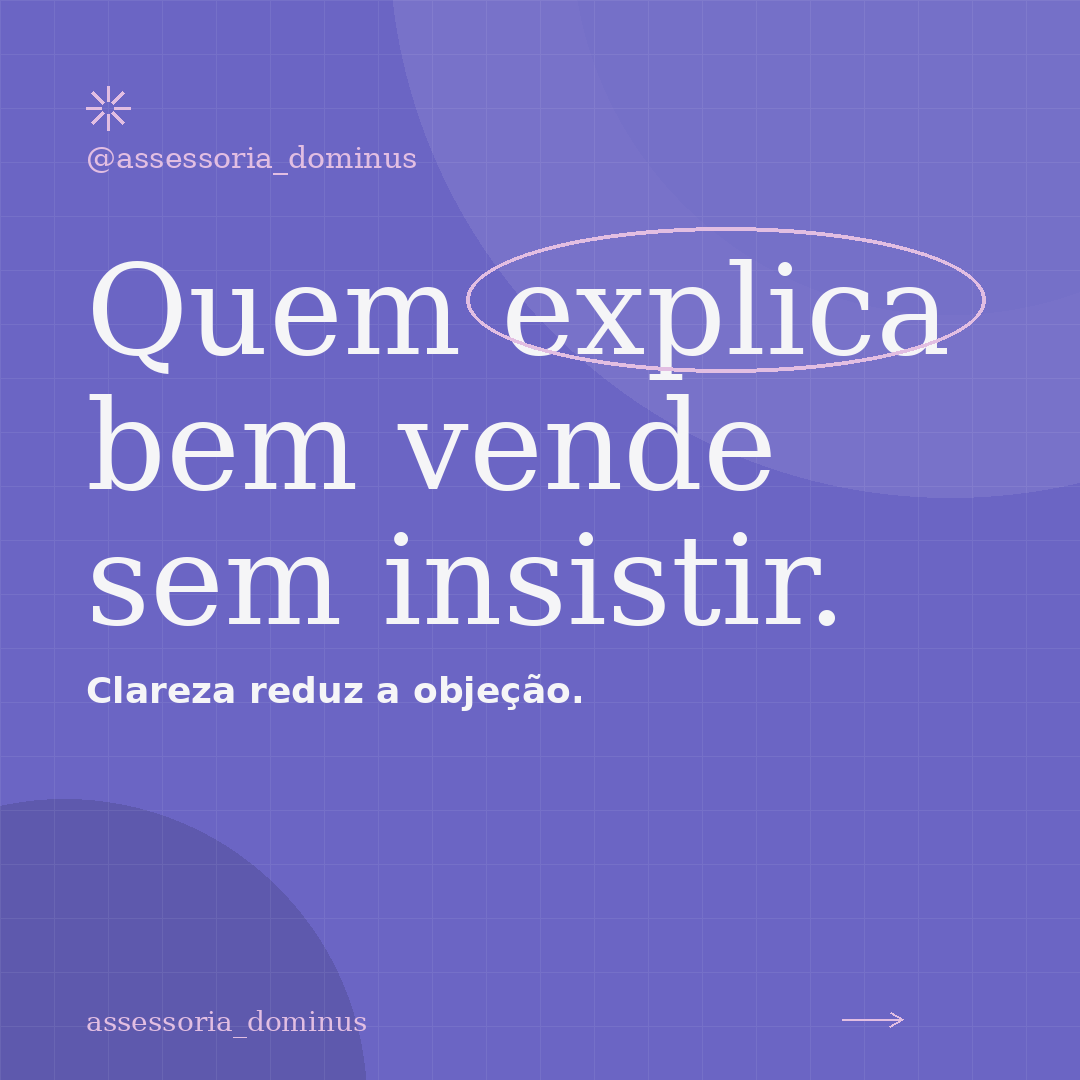 @assessoria_dominus
Quem explica
bem vende
sem insistir.
Clareza reduz a objeção.
assessoria_dominus